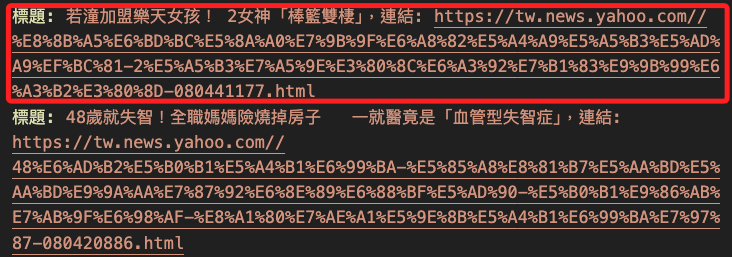 標題: 若潼加盟樂天女孩! 2女神「棒籃雙棲」, 連結: https://tw.news.yahoo.com//
%E8%8B%A5%E6%BD%BC%E5%8A%A0%E7%9B%9F%E6%A8%82%E5%A4%A9%E5%A5%B3%E5%AD%
A9%EF%BC%81-2%E5%A5%B3%E7%A5%9E%E3%80%8C%E6%A3%92%E7%B1%83%E9%9B%99%E6
%A3%B2%E3%80%8D-080441177.html
標題: 48歲就失智!全職媽媽險燒掉房子　一就醫竟是「血管型失智症」, 連結:
https://tw.news.yahoo.com//
48%E6%AD%B2%E5%B0%B1%E5%A4%B1%E6%99%BA-%E5%85%A8%E8%81%B7%E5%AA%BD%E5%
AA%BD%E9%9A%AA%E7%87%92%E6%8E%89%E6%88%BF%E5%AD%90-%E5%B0%B1%E9%86%AB%
E7%AB%9F%E6%98%AF-%E8%A1%80%E7%AE%A1%E5%9E%8B%E5%A4%B1%E6%99%BA%E7%97%
87-080420886.html